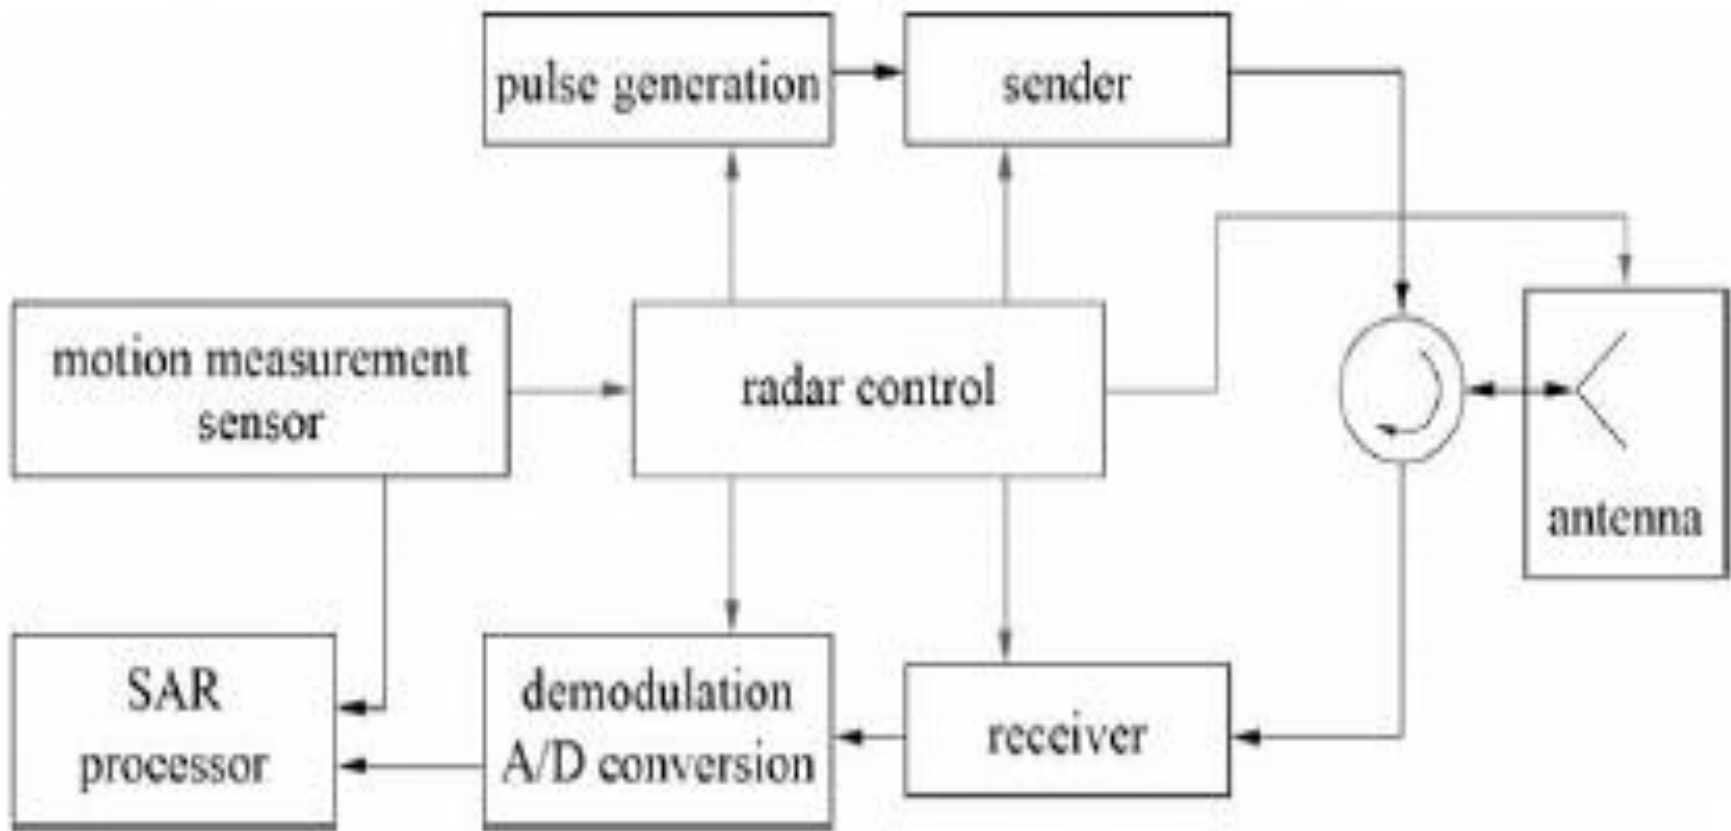 pulse generation
sender
motion measurement
sensor
radar control
antenna
SAR
processor
demodulation
A/D conversion
receiver